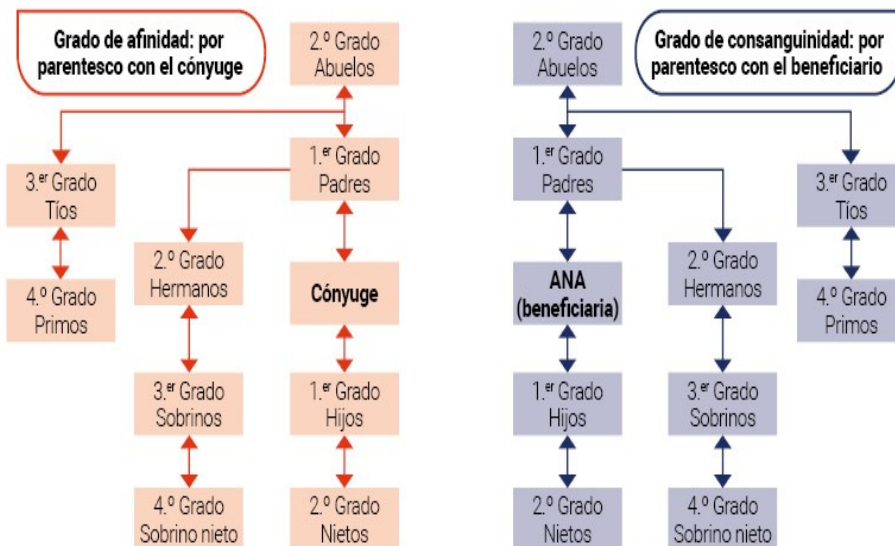 Grado de afinidad: por
parentesco con el cónyuge
2.º Grado
Abuelos
1.er Grado
Padres
3.er Grado
Tíos
4.º Grado
Primos
2.º Grado
Hermanos
Cónyuge
3.er Grado
Sobrinos
1.er Grado
Hijos
4.º Grado
Sobrino nieto
2.º Grado
Nietos
2.º Grado
Abuelos
Grado de consanguinidad: por
parentesco con el beneficiario
1.er Grado
Padres
3.er Grado
Tíos
ANA
(beneficiaria)
2.º Grado
Hermanos
4.º Grado
Primos
1.er Grado
Hijos
3.er Grado
Sobrinos
2.º Grado
Nietos
4.º Grado
Sobrino nieto